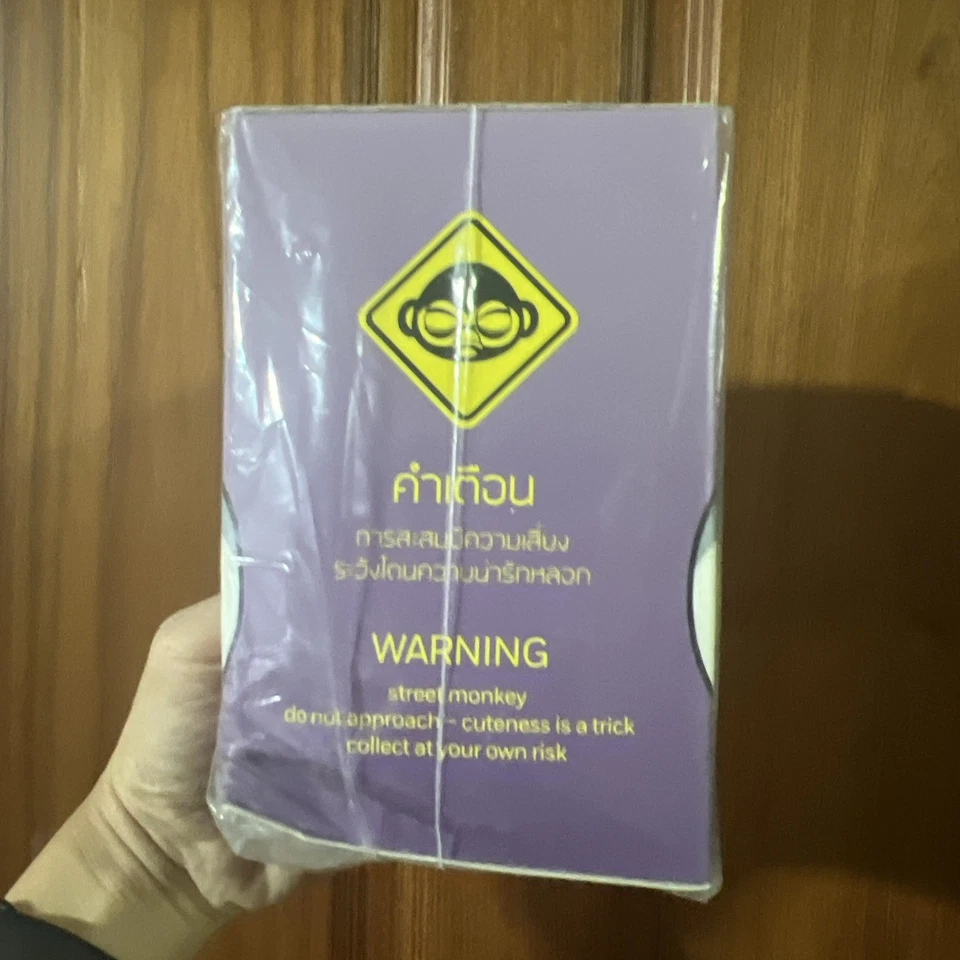 คำเตือน
การสะสมมีความเสี่ยง
ระวังโดนความน่ารักหลอก
WARNING
street monkey
do not approach - cuteness is a trick
collect at your own risk